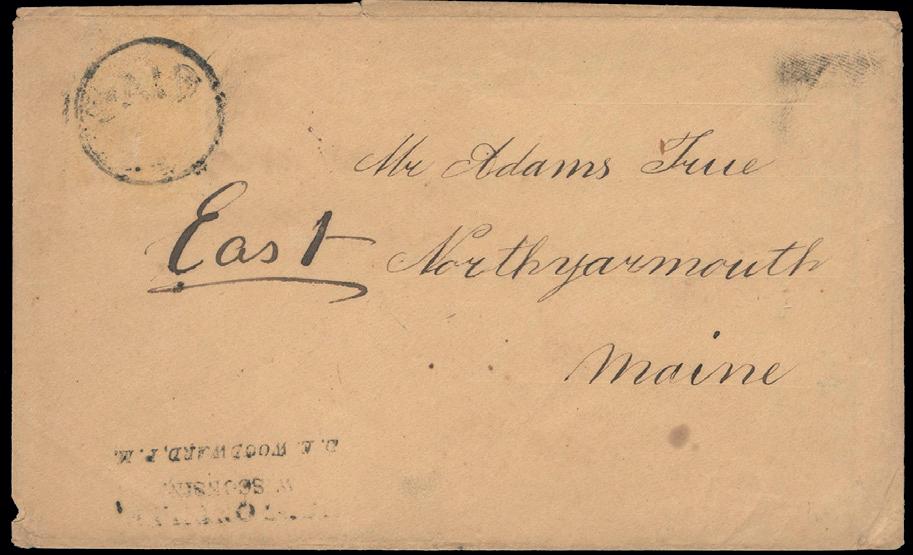 PAID
Mr Adams True
East Northyarmouth
Maine
WOODWARD, P. M.
WISCONSIN